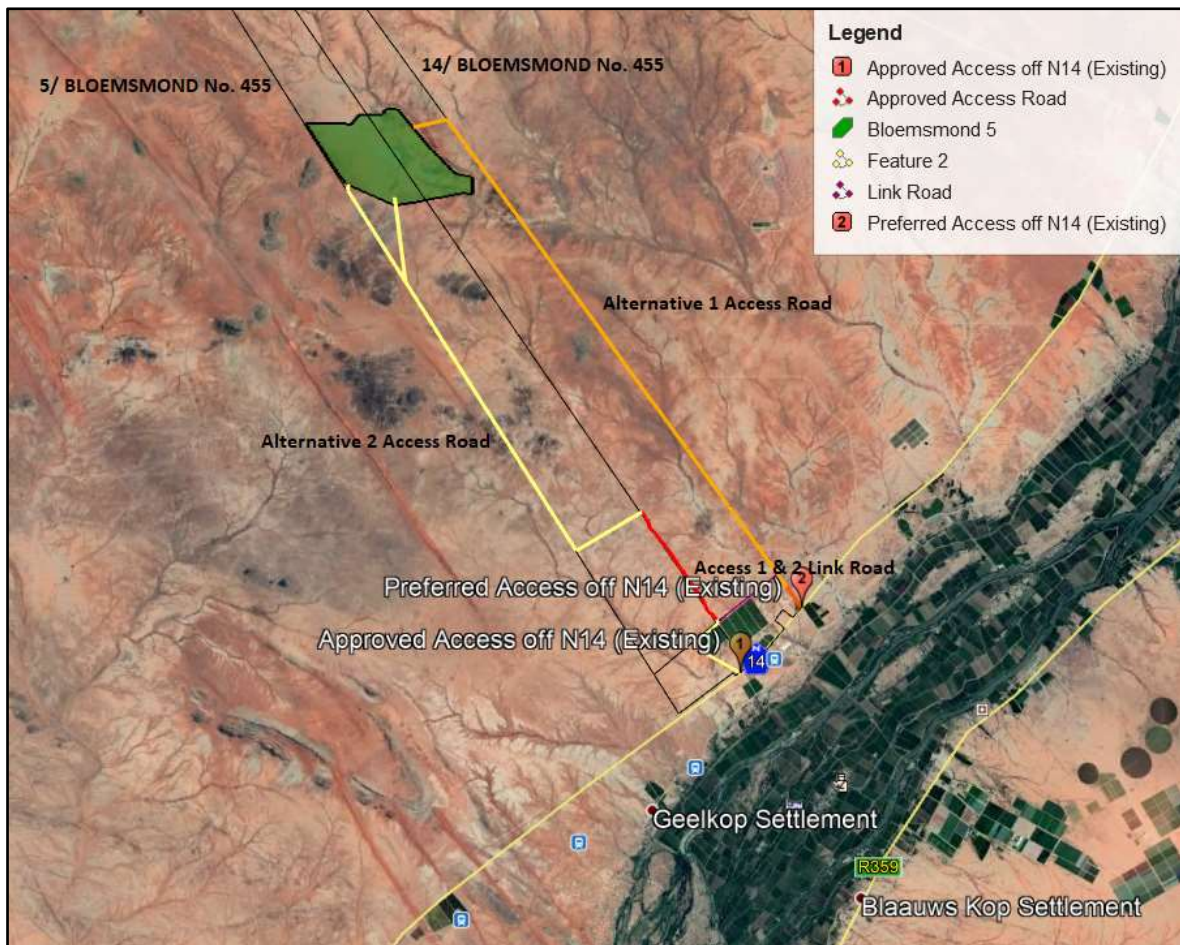 Legend
1 Approved Access off N14 (Existing)
Approved Access Road
Bloemsmond 5
Feature 2
Link Road
2 Preferred Access off N14 (Existing)
14/ BLOEMSMOND No. 455
5/ BLOEMSMOND No. 455
Alternative 1 Access Road
Alternative 2 Access Road
Access 1 & 2 Link Road
Preferred Access off N14 (Existing)
2
Approved Access off N14 (Existing)
1
N
14
Geelkop Settlement
R359
Blaauws Kop Settlement